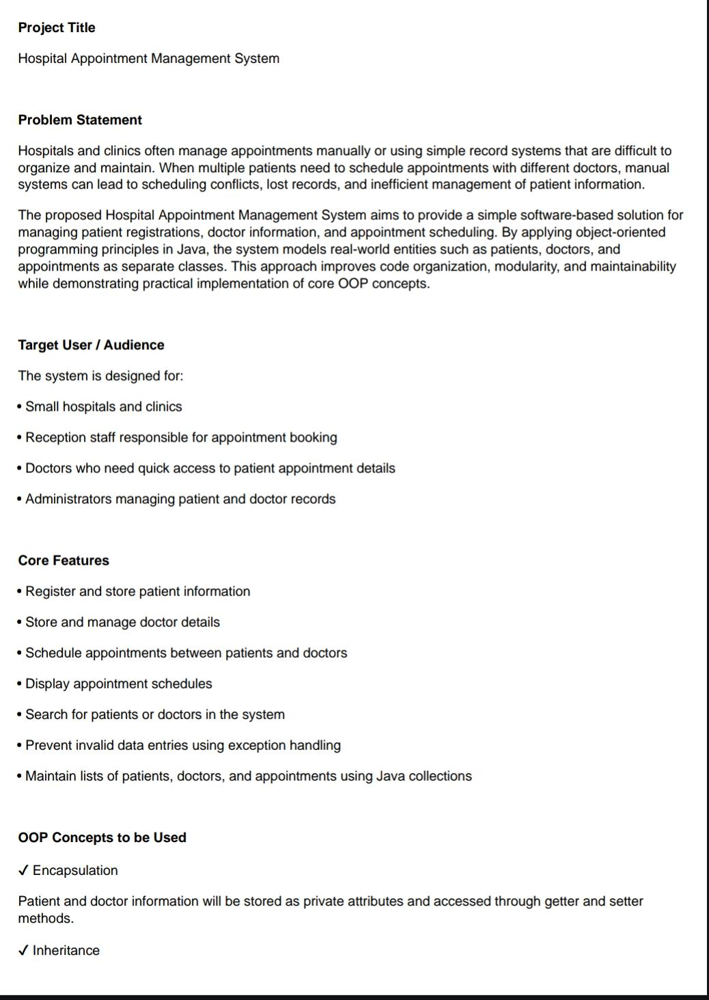 Project Title
Hospital Appointment Management System
Problem Statement
Hospitals and clinics often manage appointments manually or using simple record systems that are difficult to
organize and maintain. When multiple patients need to schedule appointments with different doctors, manual
systems can lead to scheduling conflicts, lost records, and inefficient management of patient information.
The proposed Hospital Appointment Management System aims to provide a simple software-based solution for
managing patient registrations, doctor information, and appointment scheduling. By applying object-oriented
programming principles in Java, the system models real-world entities such as patients, doctors, and
appointments as separate classes. This approach improves code organization, modularity, and maintainability
while demonstrating practical implementation of core OOP concepts.
Target User / Audience
The system is designed for:
• Small hospitals and clinics
• Reception staff responsible for appointment booking
• Doctors who need quick access to patient appointment details
• Administrators managing patient and doctor records
Core Features
• Register and store patient information
• Store and manage doctor details
• Schedule appointments between patients and doctors
• Display appointment schedules
• Search for patients or doctors in the system
• Prevent invalid data entries using exception handling
• Maintain lists of patients, doctors, and appointments using Java collections
OOP Concepts to be Used
✓ Encapsulation
Patient and doctor information will be stored as private attributes and accessed through getter and setter
methods.
✓ Inheritance